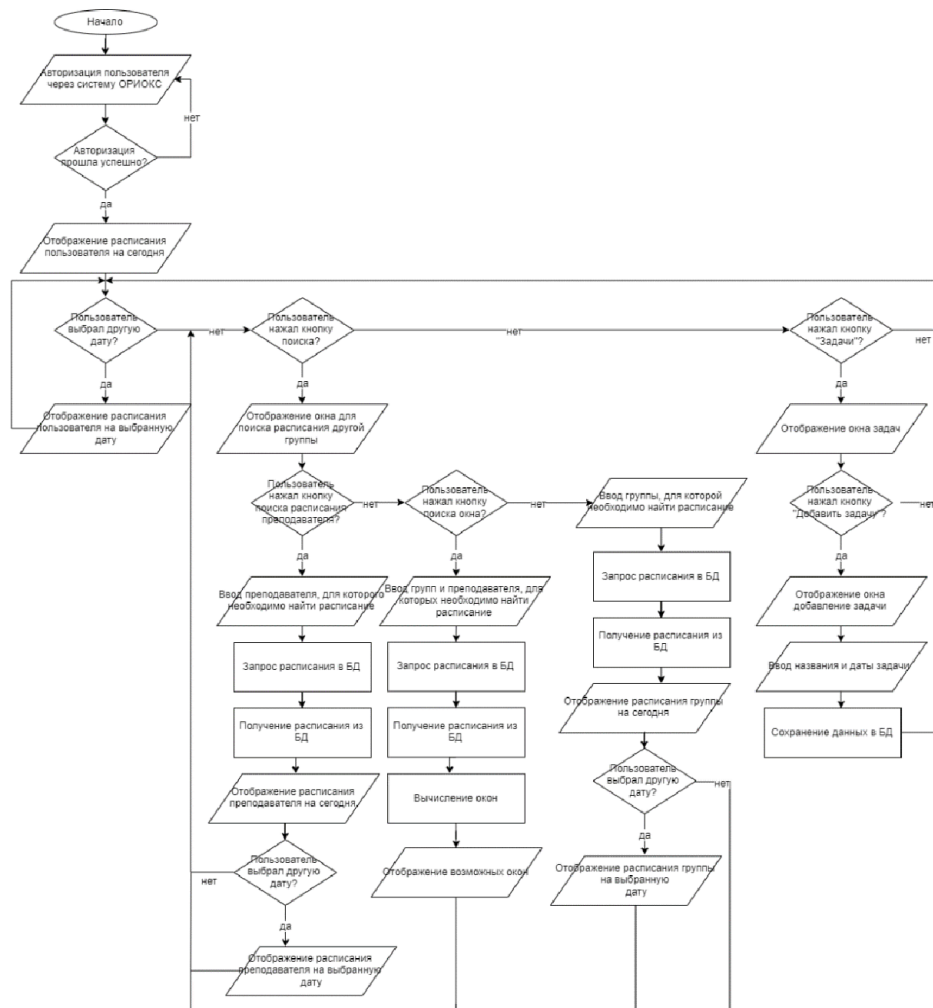 Начало
Авторизация пользователя
через систему ОРИОКС
нет
Авторизация
прошла успешно?
да
Отображение расписания
пользователя на сегодня
Пользователь
выбрал другую
дату?
нет
Пользователь
нажал кнопку
поиска?
нет
Пользователь
нажал кнопку
"Задачи"?
нет
да
да
да
Отображение расписания
пользователя на выбранную
дату
Отображение окна для
поиска расписания другой
группы
Отображение окна задач
Пользователь
нажал кнопку
поиска расписания
преподавателя?
нет
Пользователь
нажал кнопку
поиска окна?
нет
Ввод группы, для которой
необходимо найти расписание
Пользователь
нажал кнопку
"Добавить задачу"?
нет
да
да
да
Ввод преподавателя, для которого
необходимо найти расписание
Ввод групп и преподавателя, для
которых необходимо найти
расписание
Запрос расписания в БД
Отображение окна
добавление задачи
Запрос расписания в БД
Запрос расписания в БД
Получение расписания из
БД
Ввод названия и даты задачи
Получение расписания из
БД
Получение расписания из
БД
Отображение расписания группы
на сегодня
Сохранение данных в БД
Отображение расписания
преподавателя на сегодня
Вычисление окон
Пользователь
выбрал другую
дату?
нет
да
Пользователь
выбрал другую
дату?
нет
да
Отображение возможных окон
Отображение расписания группы
на выбранную
дату
Отображение расписания
преподавателя на выбранную
дату